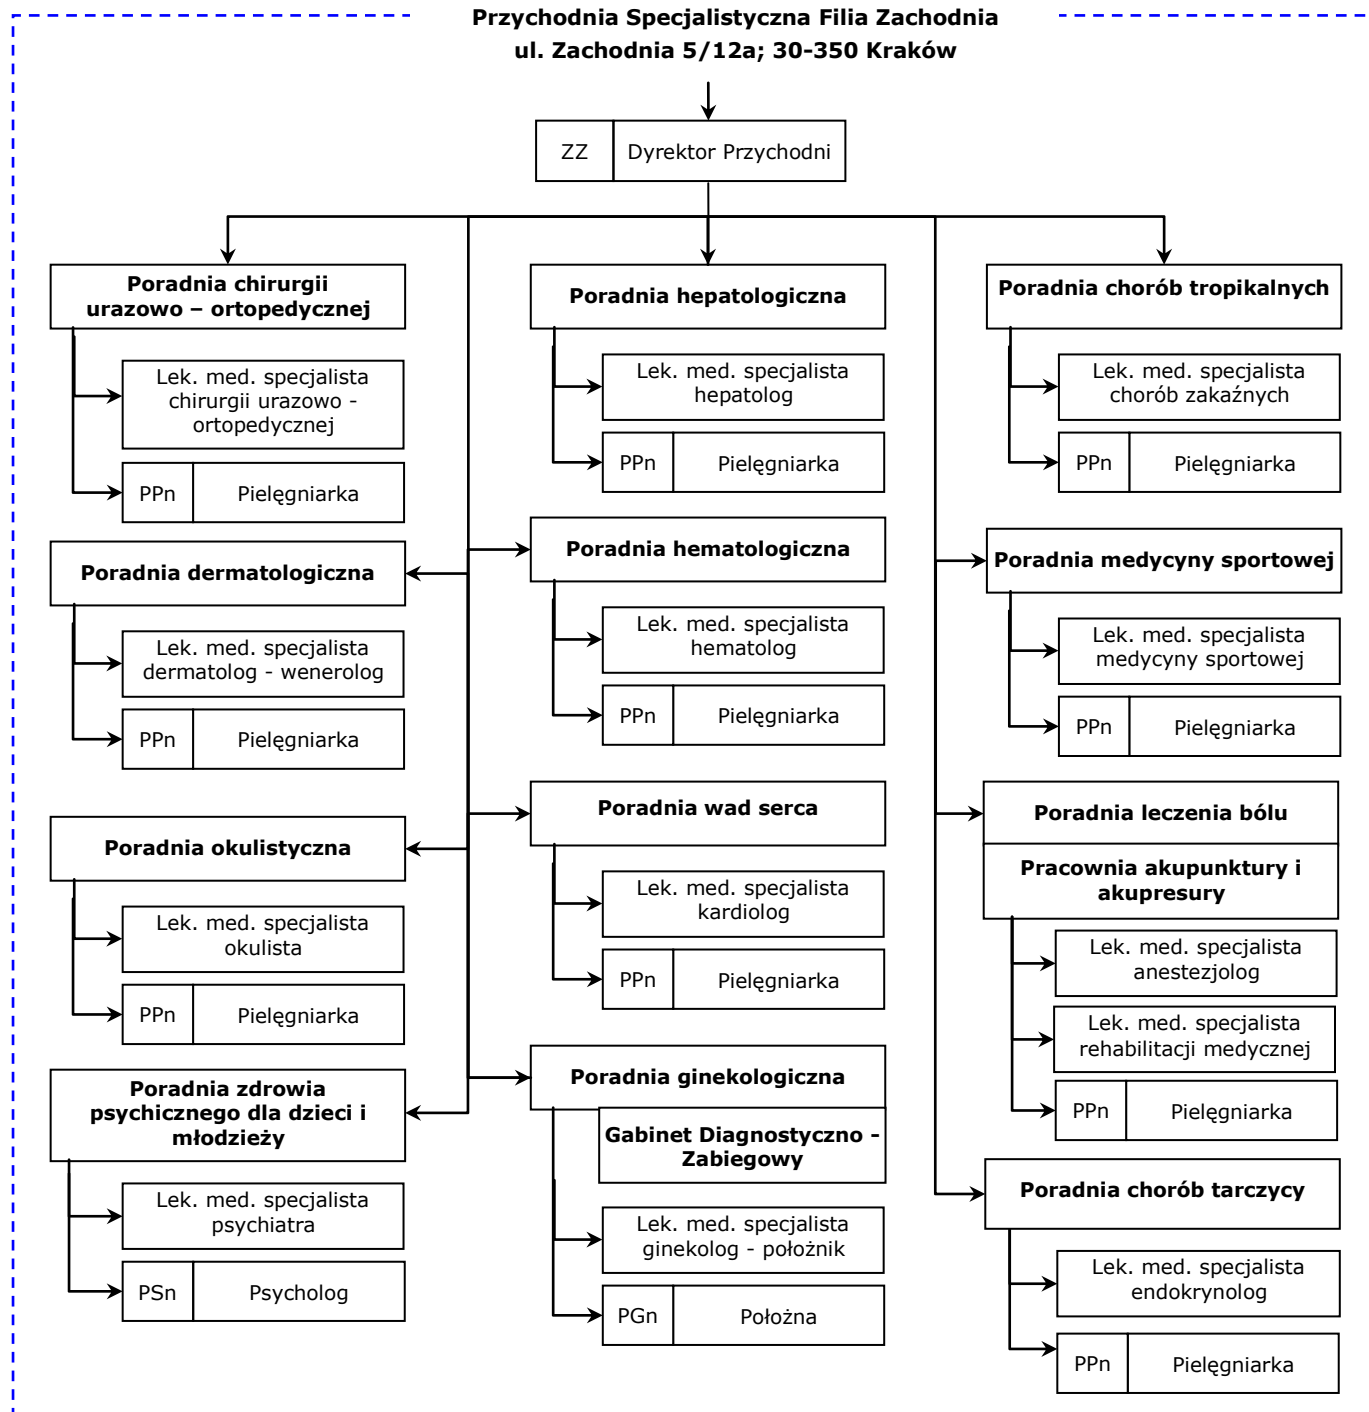 Przychodnia Specjalistyczna Filia Zachodnia
ul. Zachodnia 5/12a; 30-350 Kraków
ZZ
Dyrektor Przychodni
Poradnia chirurgii
urazowo – ortopedycznej
Lek. med. specjalista
chirurgii urazowo -
ortopedycznej
PPn
Pielęgniarka
Poradnia dermatologiczna
Lek. med. specjalista
dermatolog - wenerolog
PPn
Pielęgniarka
Poradnia okulistyczna
Lek. med. specjalista
okulista
PPn
Pielęgniarka
Poradnia zdrowia
psychicznego dla dzieci i
młodzieży
Lek. med. specjalista
psychiatra
PSn
Psycholog
Poradnia hepatologiczna
Lek. med. specjalista
hepatolog
PPn
Pielęgniarka
Poradnia hematologiczna
Lek. med. specjalista
hematolog
PPn
Pielęgniarka
Poradnia wad serca
Lek. med. specjalista
kardiolog
PPn
Pielęgniarka
Poradnia ginekologiczna
Gabinet Diagnostyczno -
Zabiegowy
Lek. med. specjalista
ginekolog - położnik
PGn
Położna
Poradnia chorób tropikalnych
Lek. med. specjalista
chorób zakaźnych
PPn
Pielęgniarka
Poradnia medycyny sportowej
Lek. med. specjalista
medycyny sportowej
PPn
Pielęgniarka
Poradnia leczenia bólu
Pracownia akupunktury i
akupresury
Lek. med. specjalista
anestezjolog
Lek. med. specjalista
rehabilitacji medycznej
PPn
Pielęgniarka
Poradnia chorób tarczycy
Lek. med. specjalista
endokrynolog
PPn
Pielęgniarka